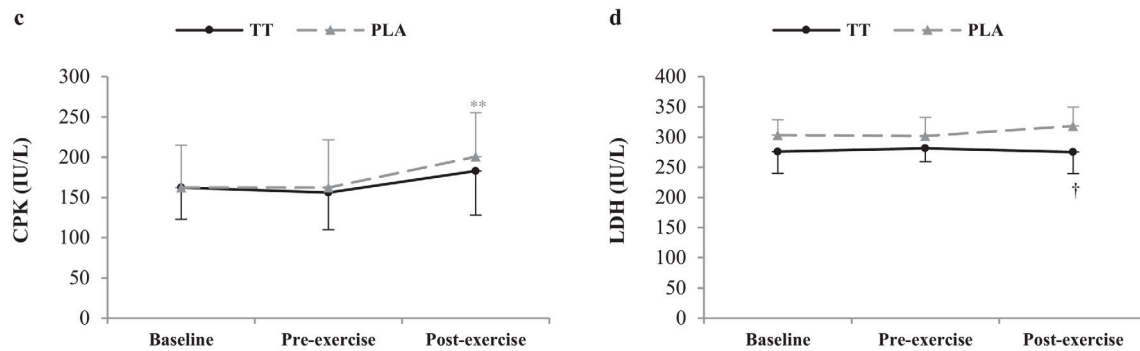 c
TT PLA
300
250
200
150
100
50
0
CPK (IU/L)
**
Baseline Pre-exercise Post-exercise
d
TT PLA
400
350
300
250
200
150
100
50
0
LDH (IU/L)
†
Baseline Pre-exercise Post-exercise